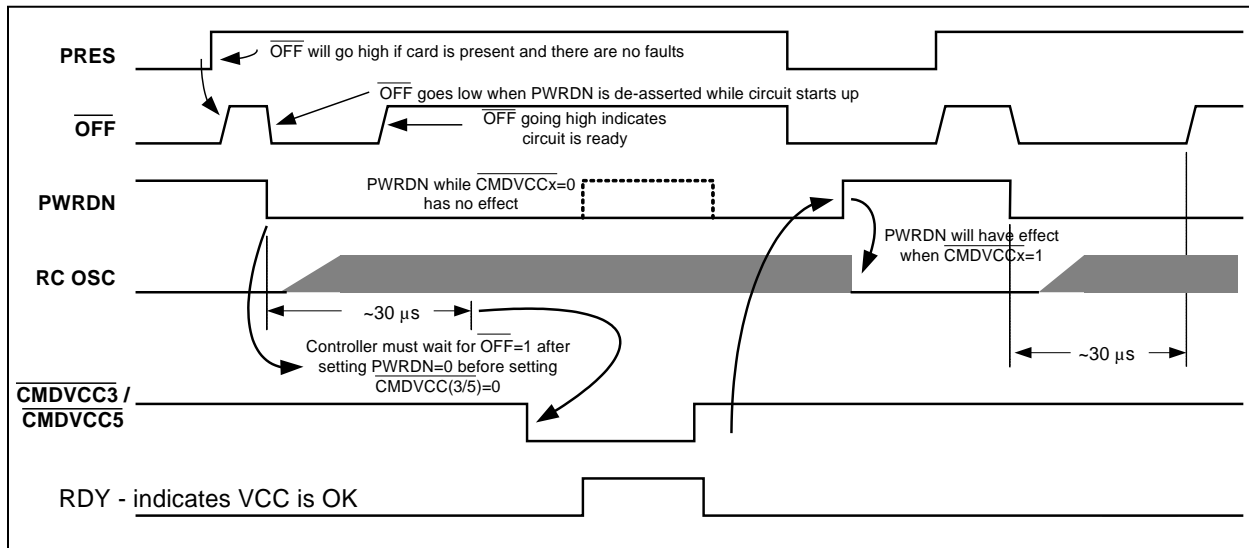 PRES
OFF will go high if card is present and there are no faults
OFF goes low when PWRDN is de-asserted while circuit starts up
OFF
OFF going high indicates
circuit is ready
PWRDN
PWRDN while CMDVCCx=0
has no effect
PWRDN will have effect
when CMDVCCx=1
RC OSC
~30 μs
~30 μs
Controller must wait for OFF=1 after
setting PWRDN=0 before setting
CMDVCC(3/5)=0
CMDVCC3 /
CMDVCC5
RDY - indicates VCC is OK